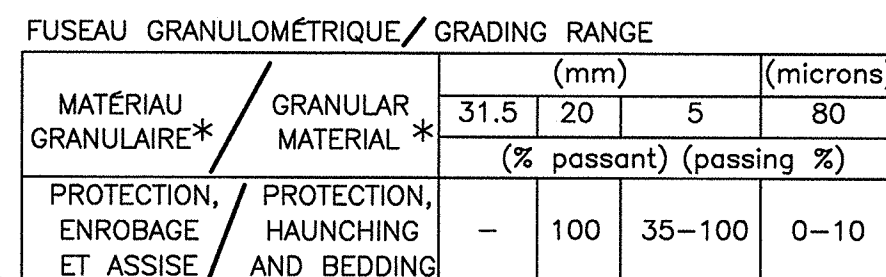 FUSEAU GRANULOMÉTRIQUE/ GRADING RANGE
(mm) (microns)
MATÉRIAU / GRANULAR 31.5 20 5 80
GRANULAIRE* MATERIAL *
(% passant) (passing %)
PROTECTION, / PROTECTION,
ENROBAGE HAUNCHING – 100 35–100 0–10
ET ASSISE AND BEDDING